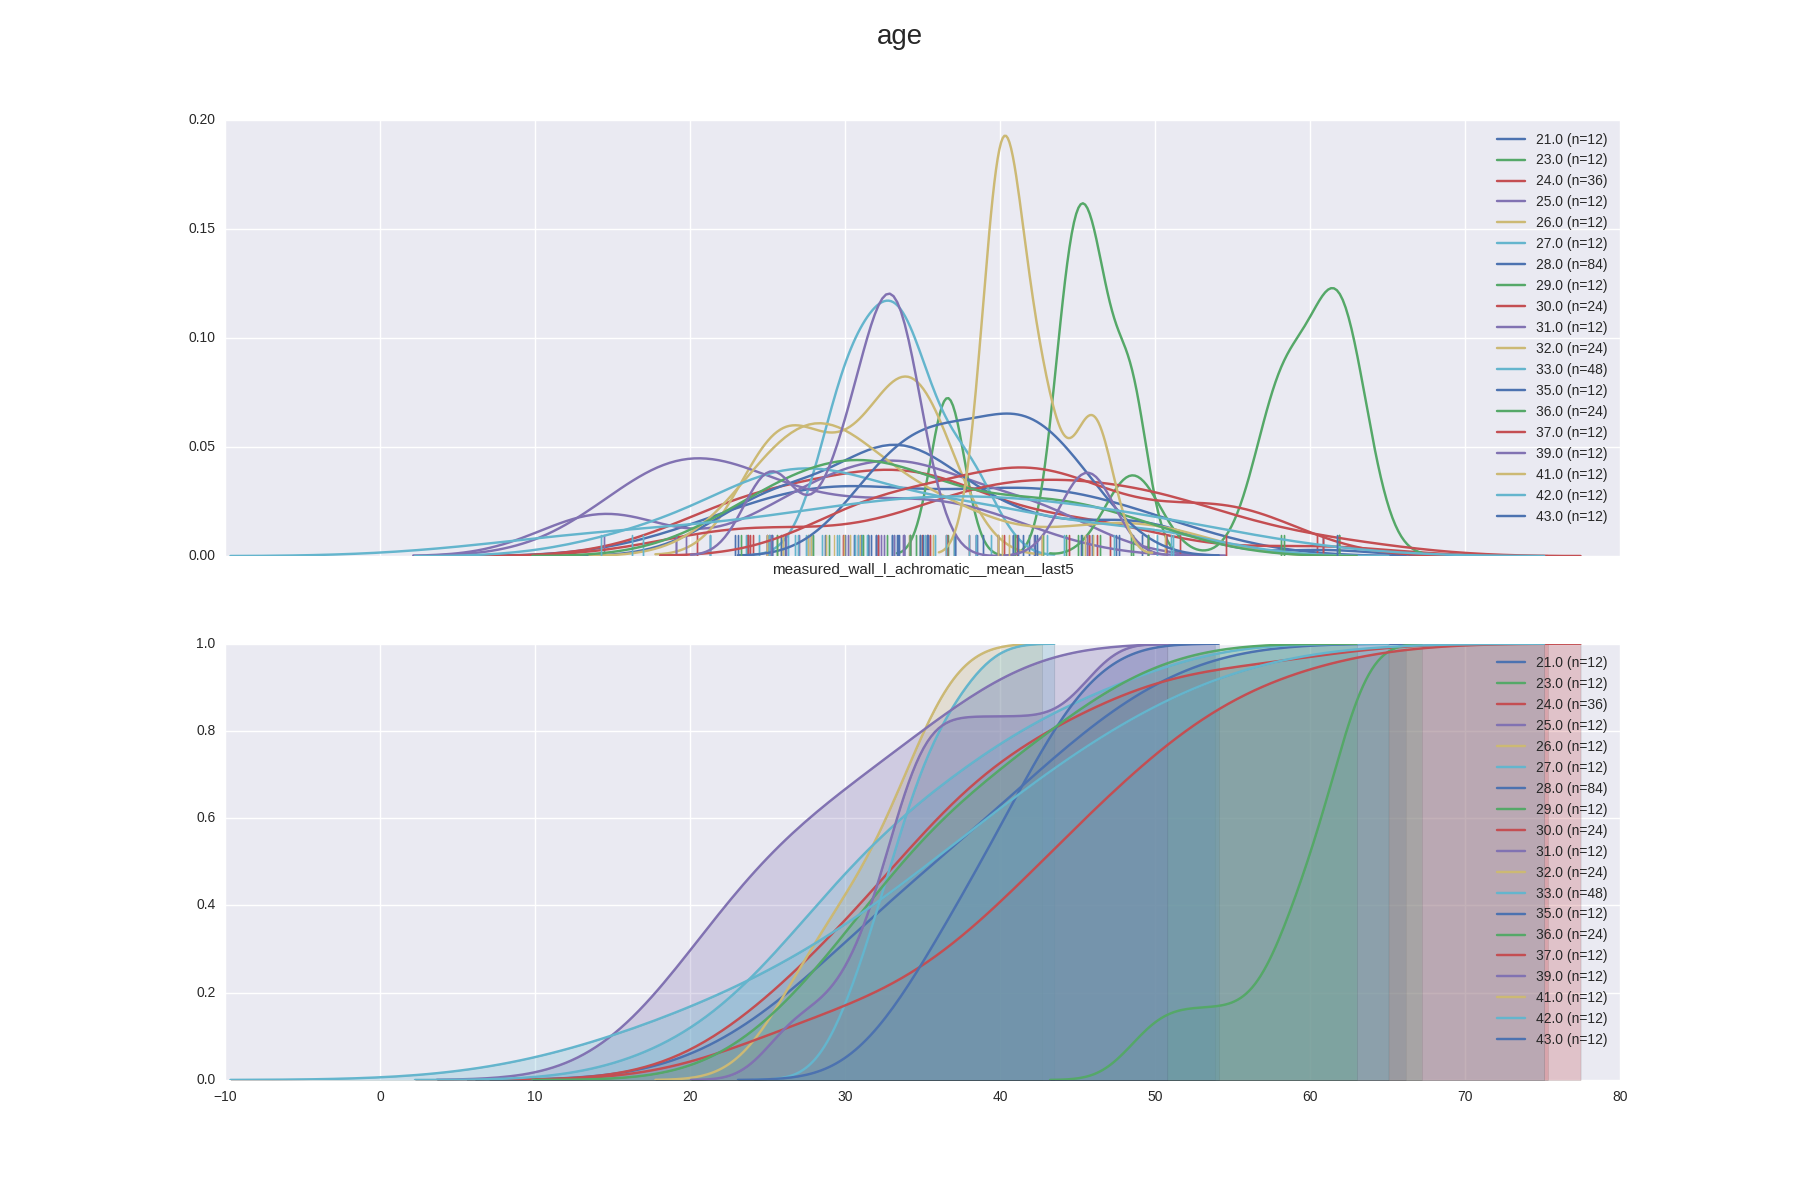 age
0.20
0.15
0.10
0.05
0.00
21.0 (n=12)
23.0 (n=12)
24.0 (n=36)
25.0 (n=12)
26.0 (n=12)
27.0 (n=12)
28.0 (n=84)
29.0 (n=12)
30.0 (n=24)
31.0 (n=12)
32.0 (n=24)
33.0 (n=48)
35.0 (n=12)
36.0 (n=24)
37.0 (n=12)
39.0 (n=12)
41.0 (n=12)
42.0 (n=12)
43.0 (n=12)
measured_wall_l_achromatic__mean__last5
1.0
0.8
0.6
0.4
0.2
0.0
21.0 (n=12)
23.0 (n=12)
24.0 (n=36)
25.0 (n=12)
26.0 (n=12)
27.0 (n=12)
28.0 (n=84)
29.0 (n=12)
30.0 (n=24)
31.0 (n=12)
32.0 (n=24)
33.0 (n=48)
35.0 (n=12)
36.0 (n=24)
37.0 (n=12)
39.0 (n=12)
41.0 (n=12)
42.0 (n=12)
43.0 (n=12)
−10 0 10 20 30 40 50 60 70 80